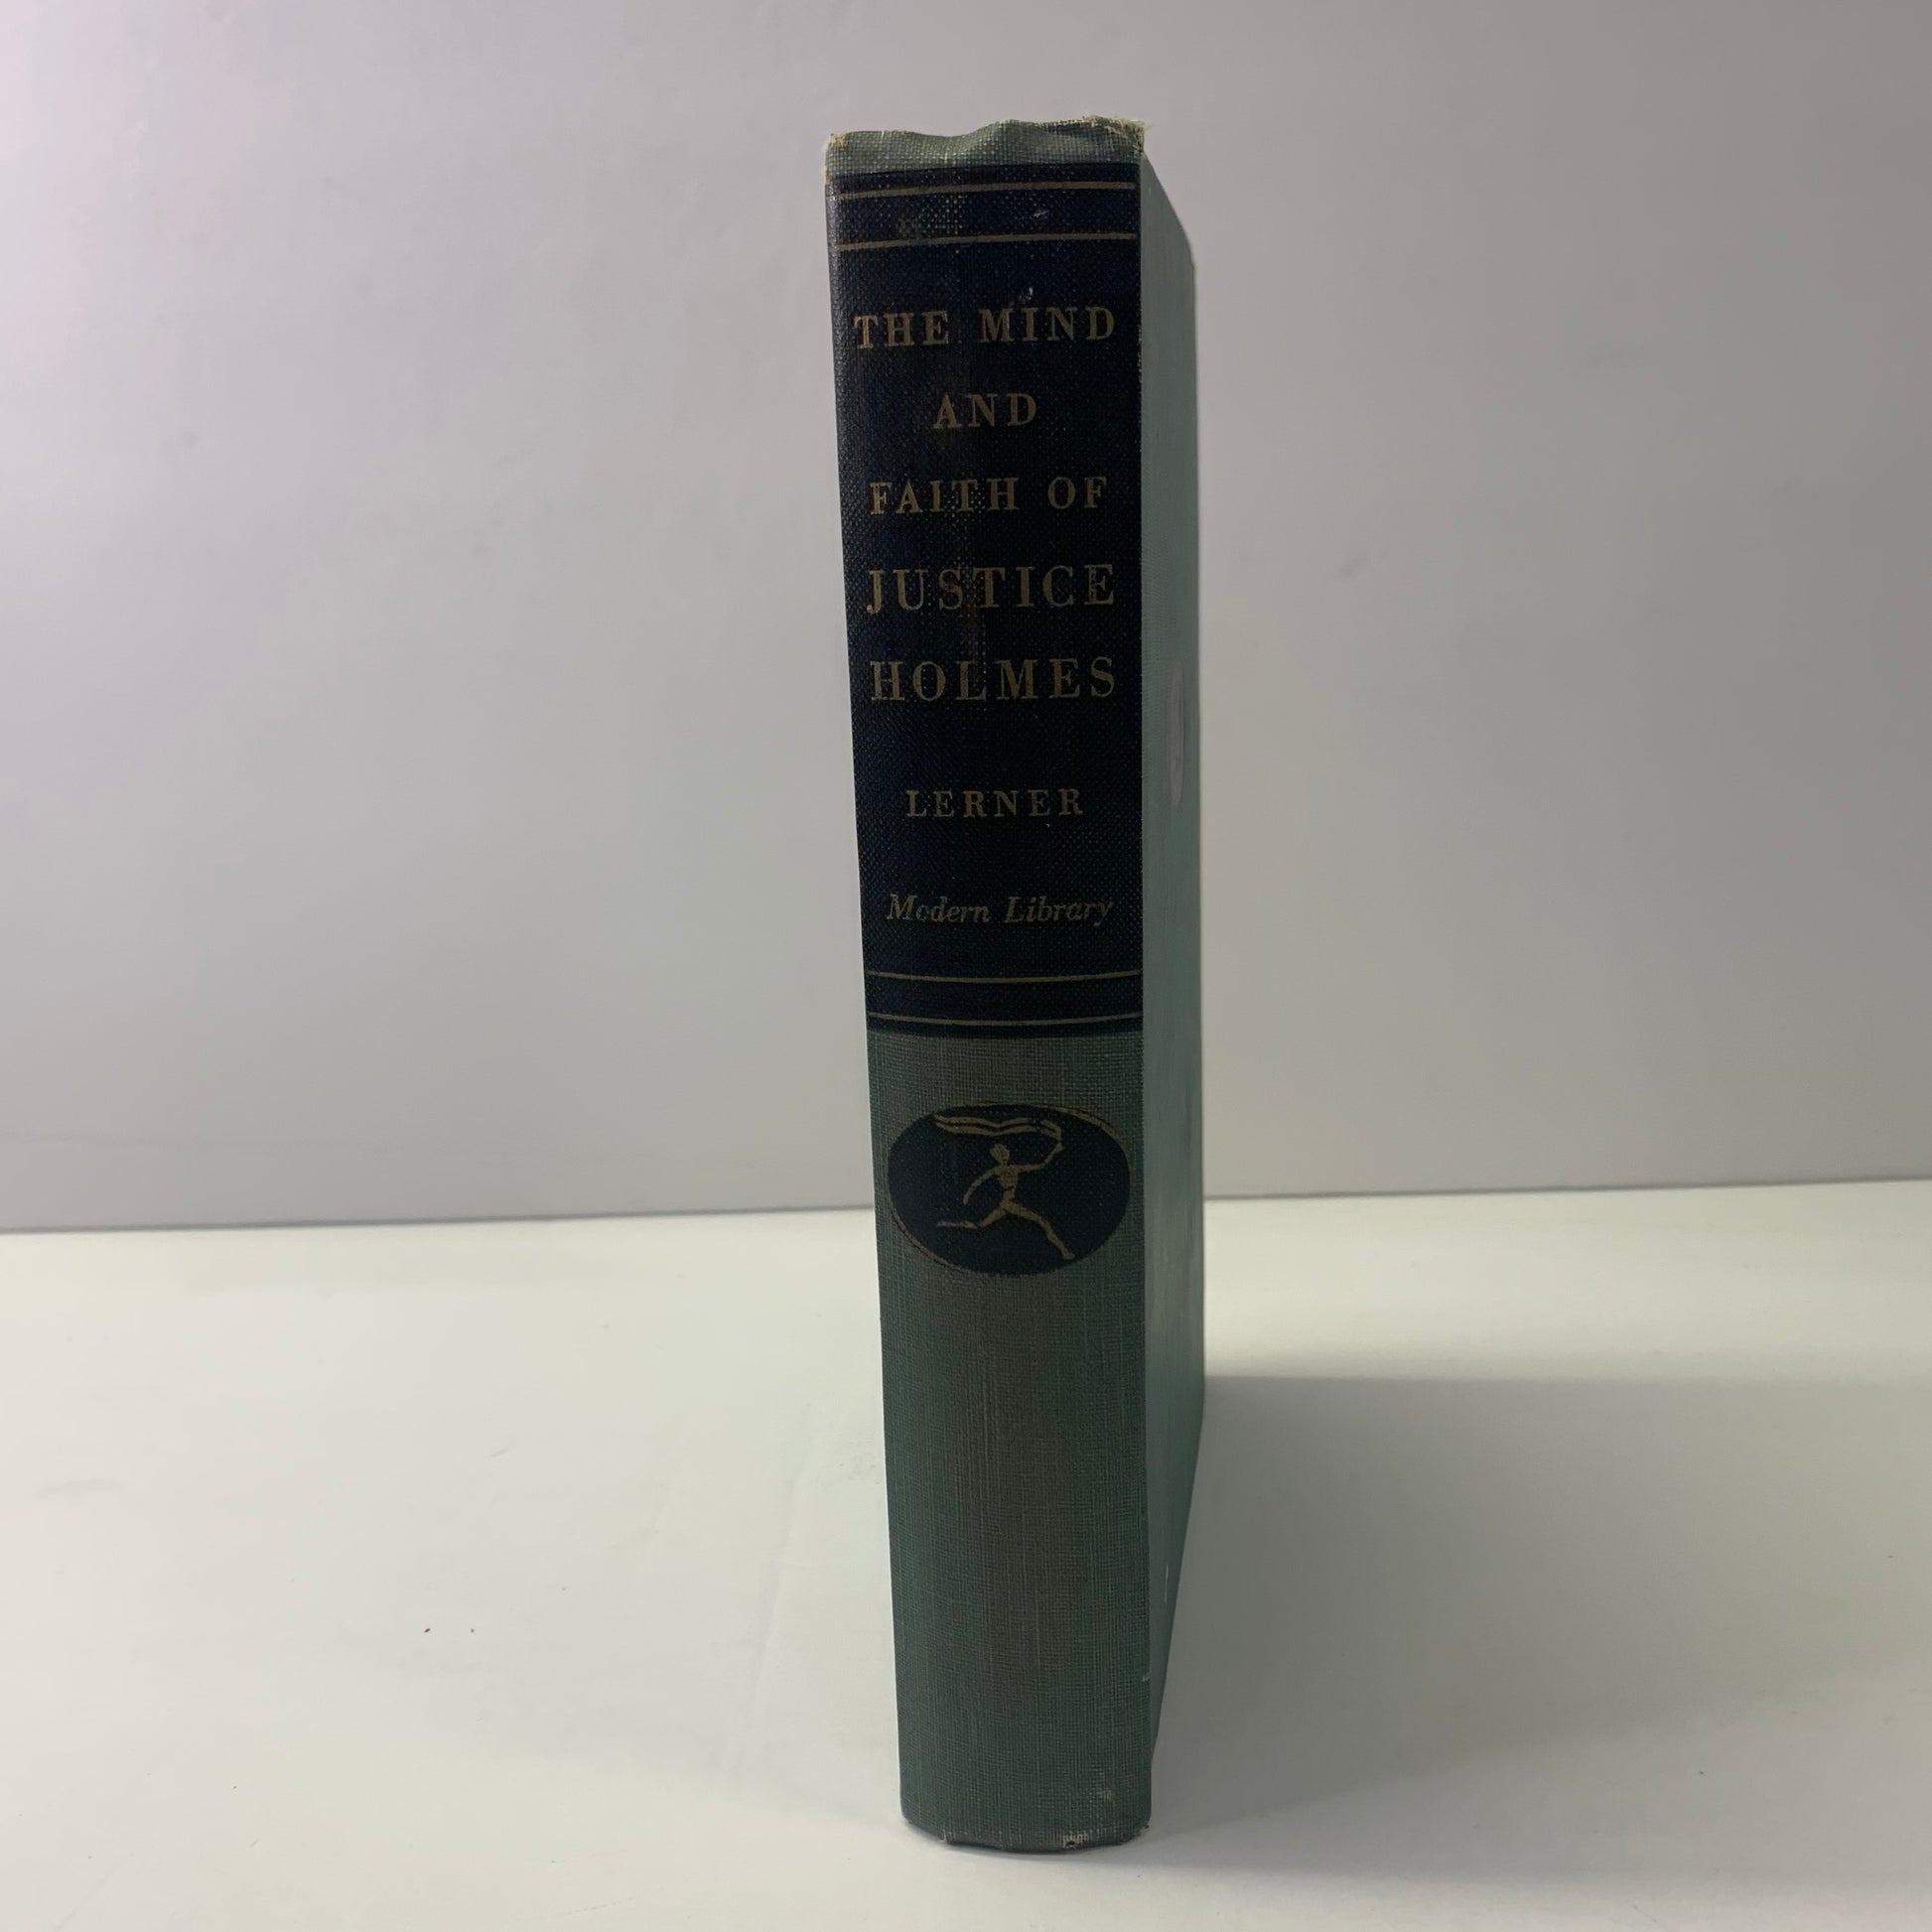 THE MIND
AND
FAITH OF
JUSTICE
HOLMES
LERNER
Modern Library